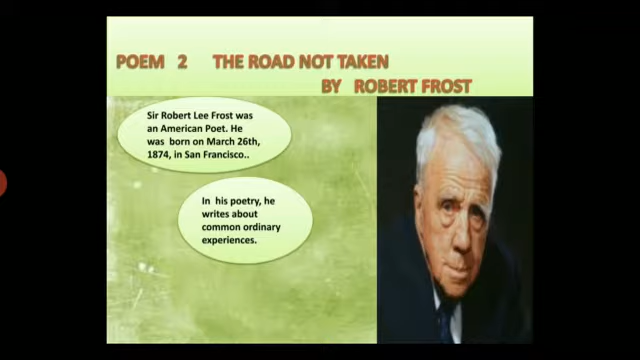 POEM 2 THE ROAD NOT TAKEN
BY ROBERT FROST
Sir Robert Lee Frost was
an American Poet. He
was born on March 26th,
1874, in San Francisco..
In his poetry, he
writes about
common ordinary
experiences.